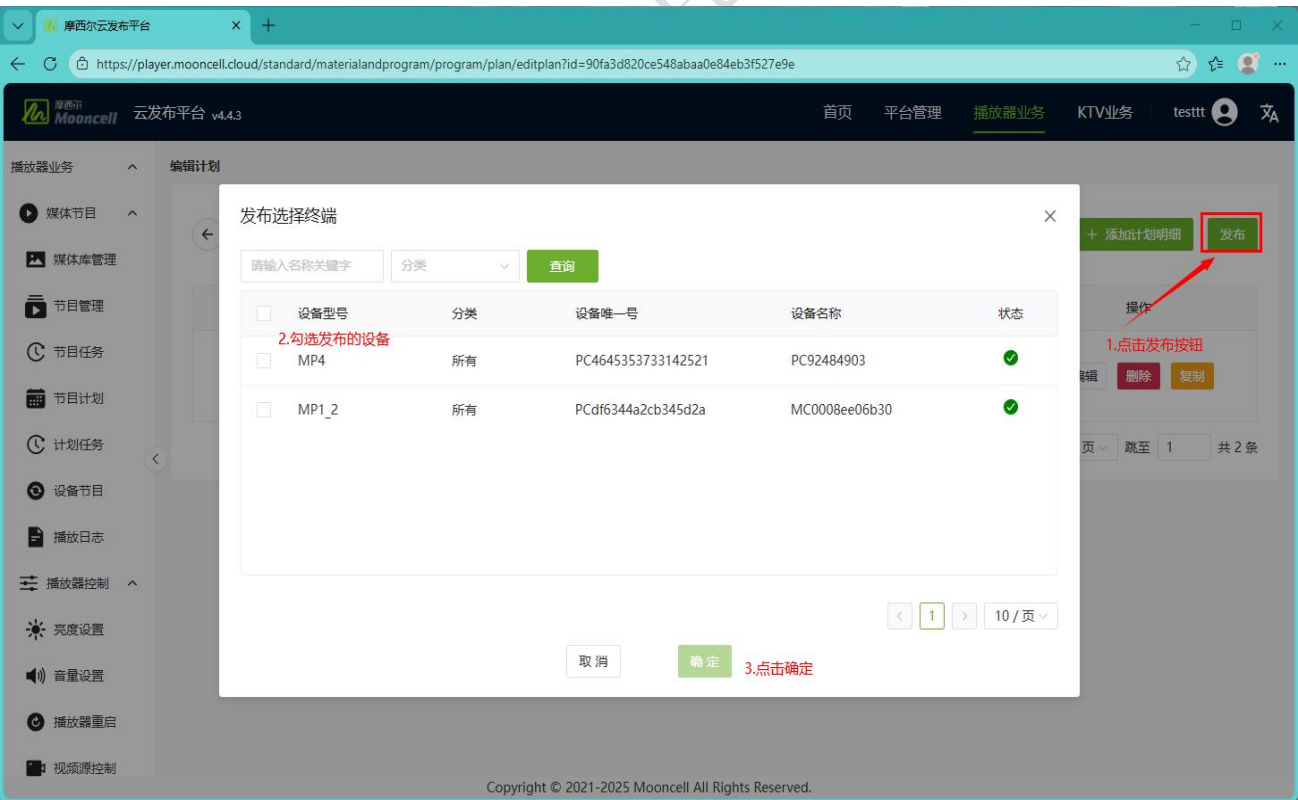 摩西尔云发布平台
https://player.mooncell.cloud/standard/materialandprogram/program/plan/editplan?id=90fa3d820ce548abaa0e84eb3f527e9e
摩西尔 Mooncell 云发布平台 v4.4.3 首页 平台管理 播放器业务 KTV业务 testtt
播放器业务
编辑计划
媒体节目
媒体库管理
节目管理
节目任务
节目计划
计划任务
设备节目
播放日志
播放器控制
亮度设置
音量设置
播放器重启
视频源控制
+ 添加计划明细 发布
操作
1.点击发布按钮
编辑 删除 复制
页 跳至 1 共 2 条
发布选择终端
请输入名称关键字 分类 查询
设备型号 分类 设备唯一号 设备名称 状态
2.勾选发布的设备
MP4 所有 PC4645353733142521 PC92484903
MP1_2 所有 PCdf6344a2cb345d2a MC0008ee06b30
1 10 / 页
取 消 确 定 3.点击确定
Copyright © 2021-2025 Mooncell All Rights Reserved.